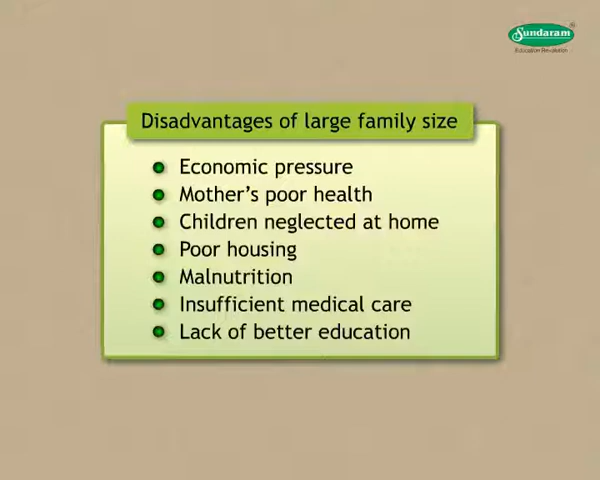 Sundaram
Education Revolution
Disadvantages of large family size
Economic pressure
Mother's poor health
Children neglected at home
Poor housing
Malnutrition
Insufficient medical care
Lack of better education